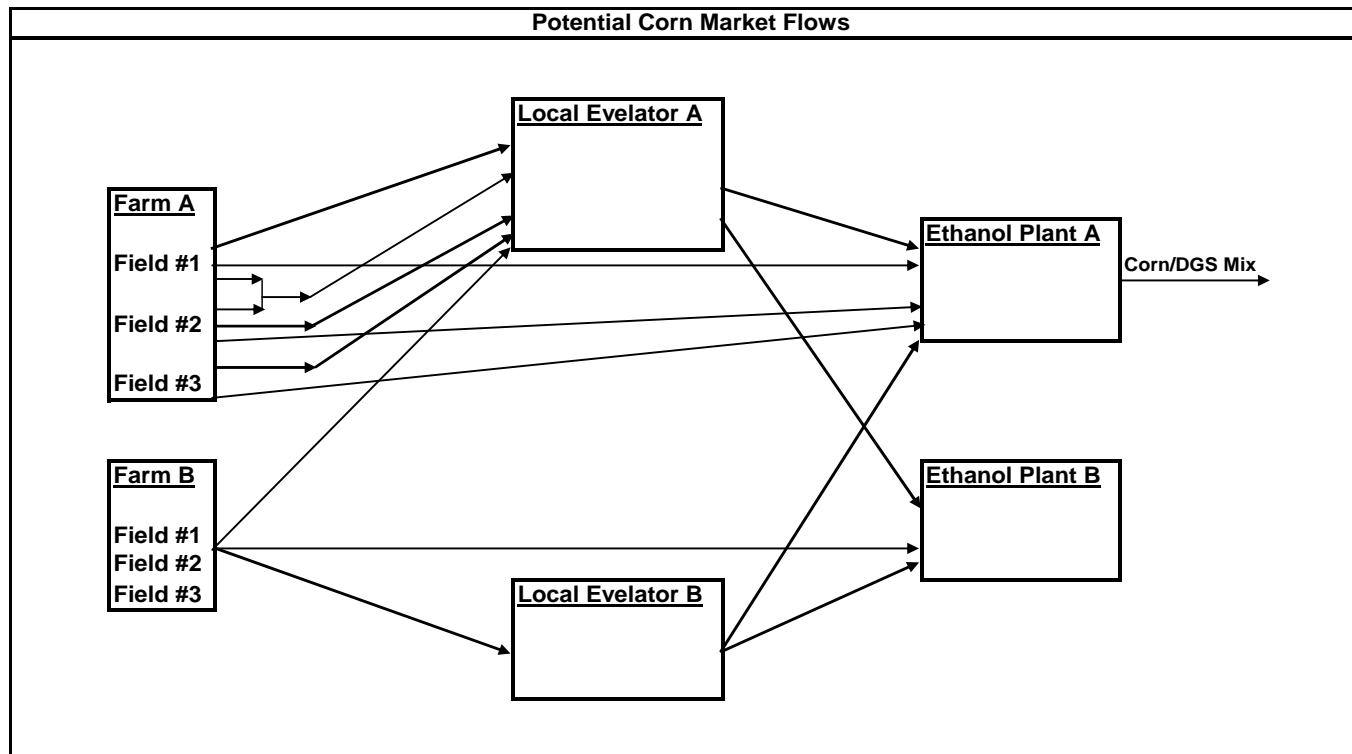 Potential Corn Market Flows
Local Evelator A
Farm A
Field #1
Field #2
Field #3
Ethanol Plant A
Corn/DGS Mix
Farm B
Field #1
Field #2
Field #3
Local Evelator B
Ethanol Plant B